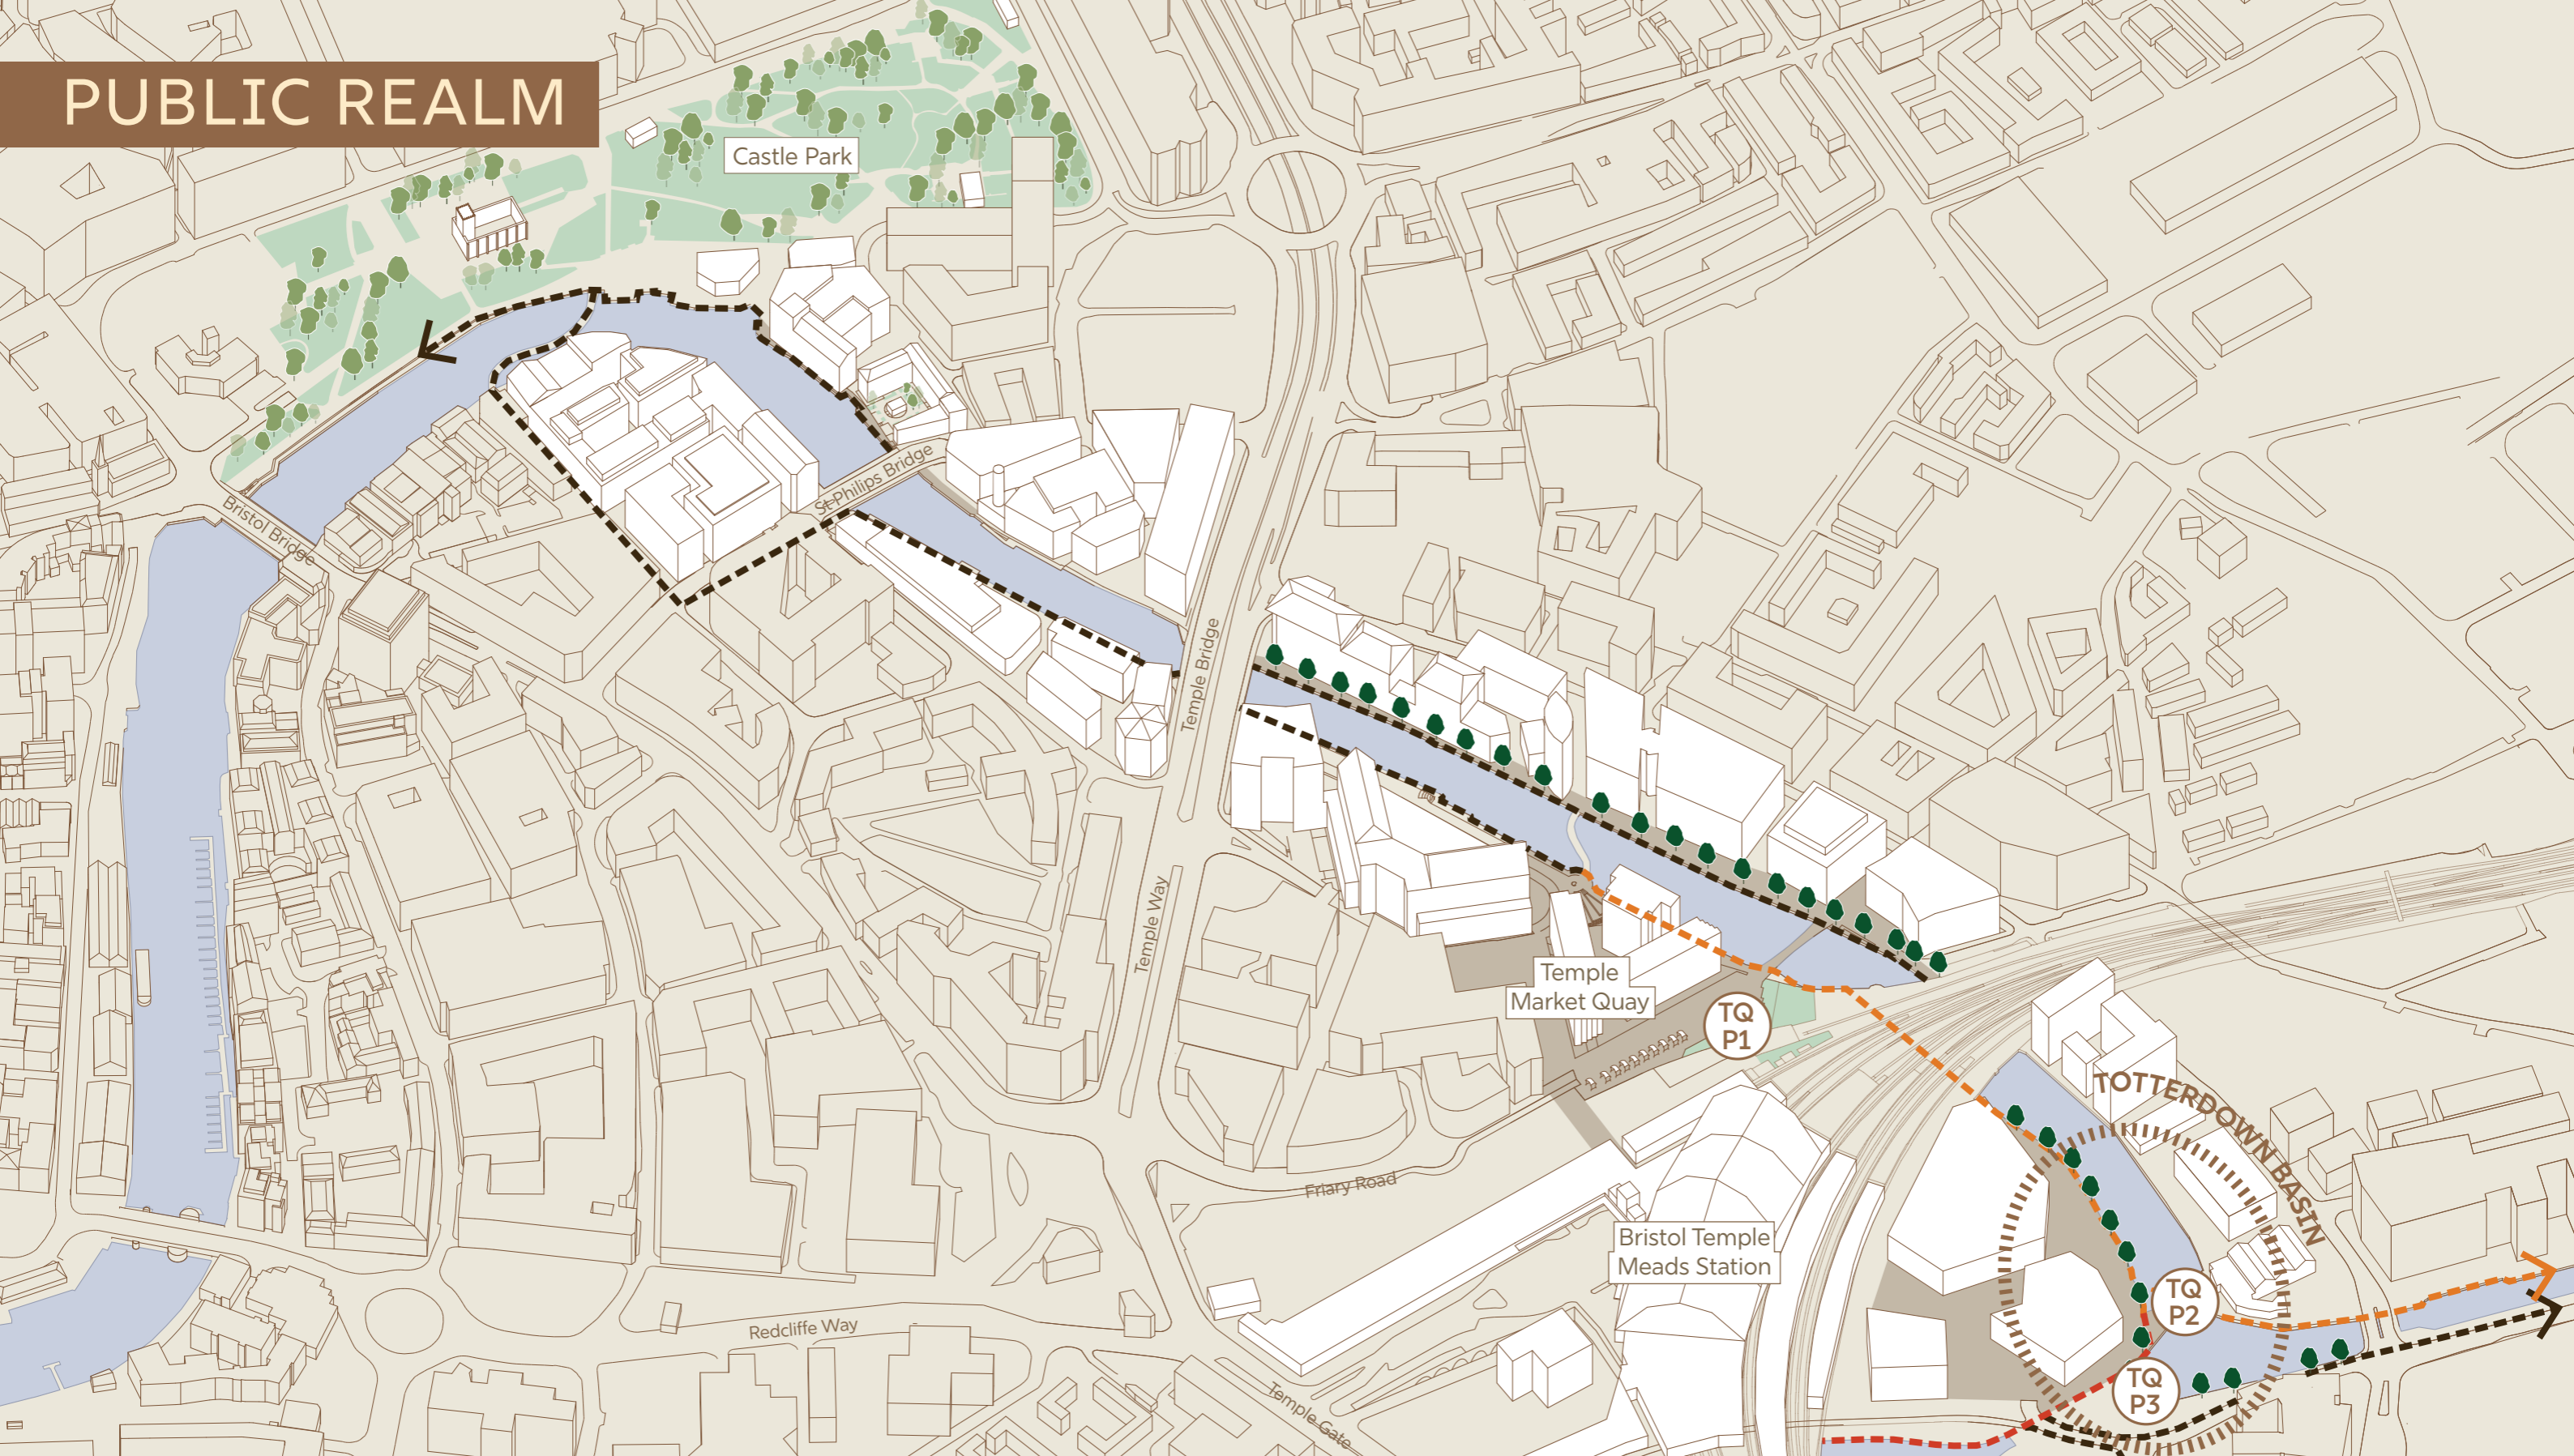 PUBLIC REALM
Castle Park
Bristol Bridge
St Philips Bridge
Temple Bridge
Temple Way
Temple
Market Quay
TQ
P1
TOTTERDOWN BASIN
Friary Road
Bristol Temple
Meads Station
TQ
P2
Redcliffe Way
TQ
P3
Temple Gate